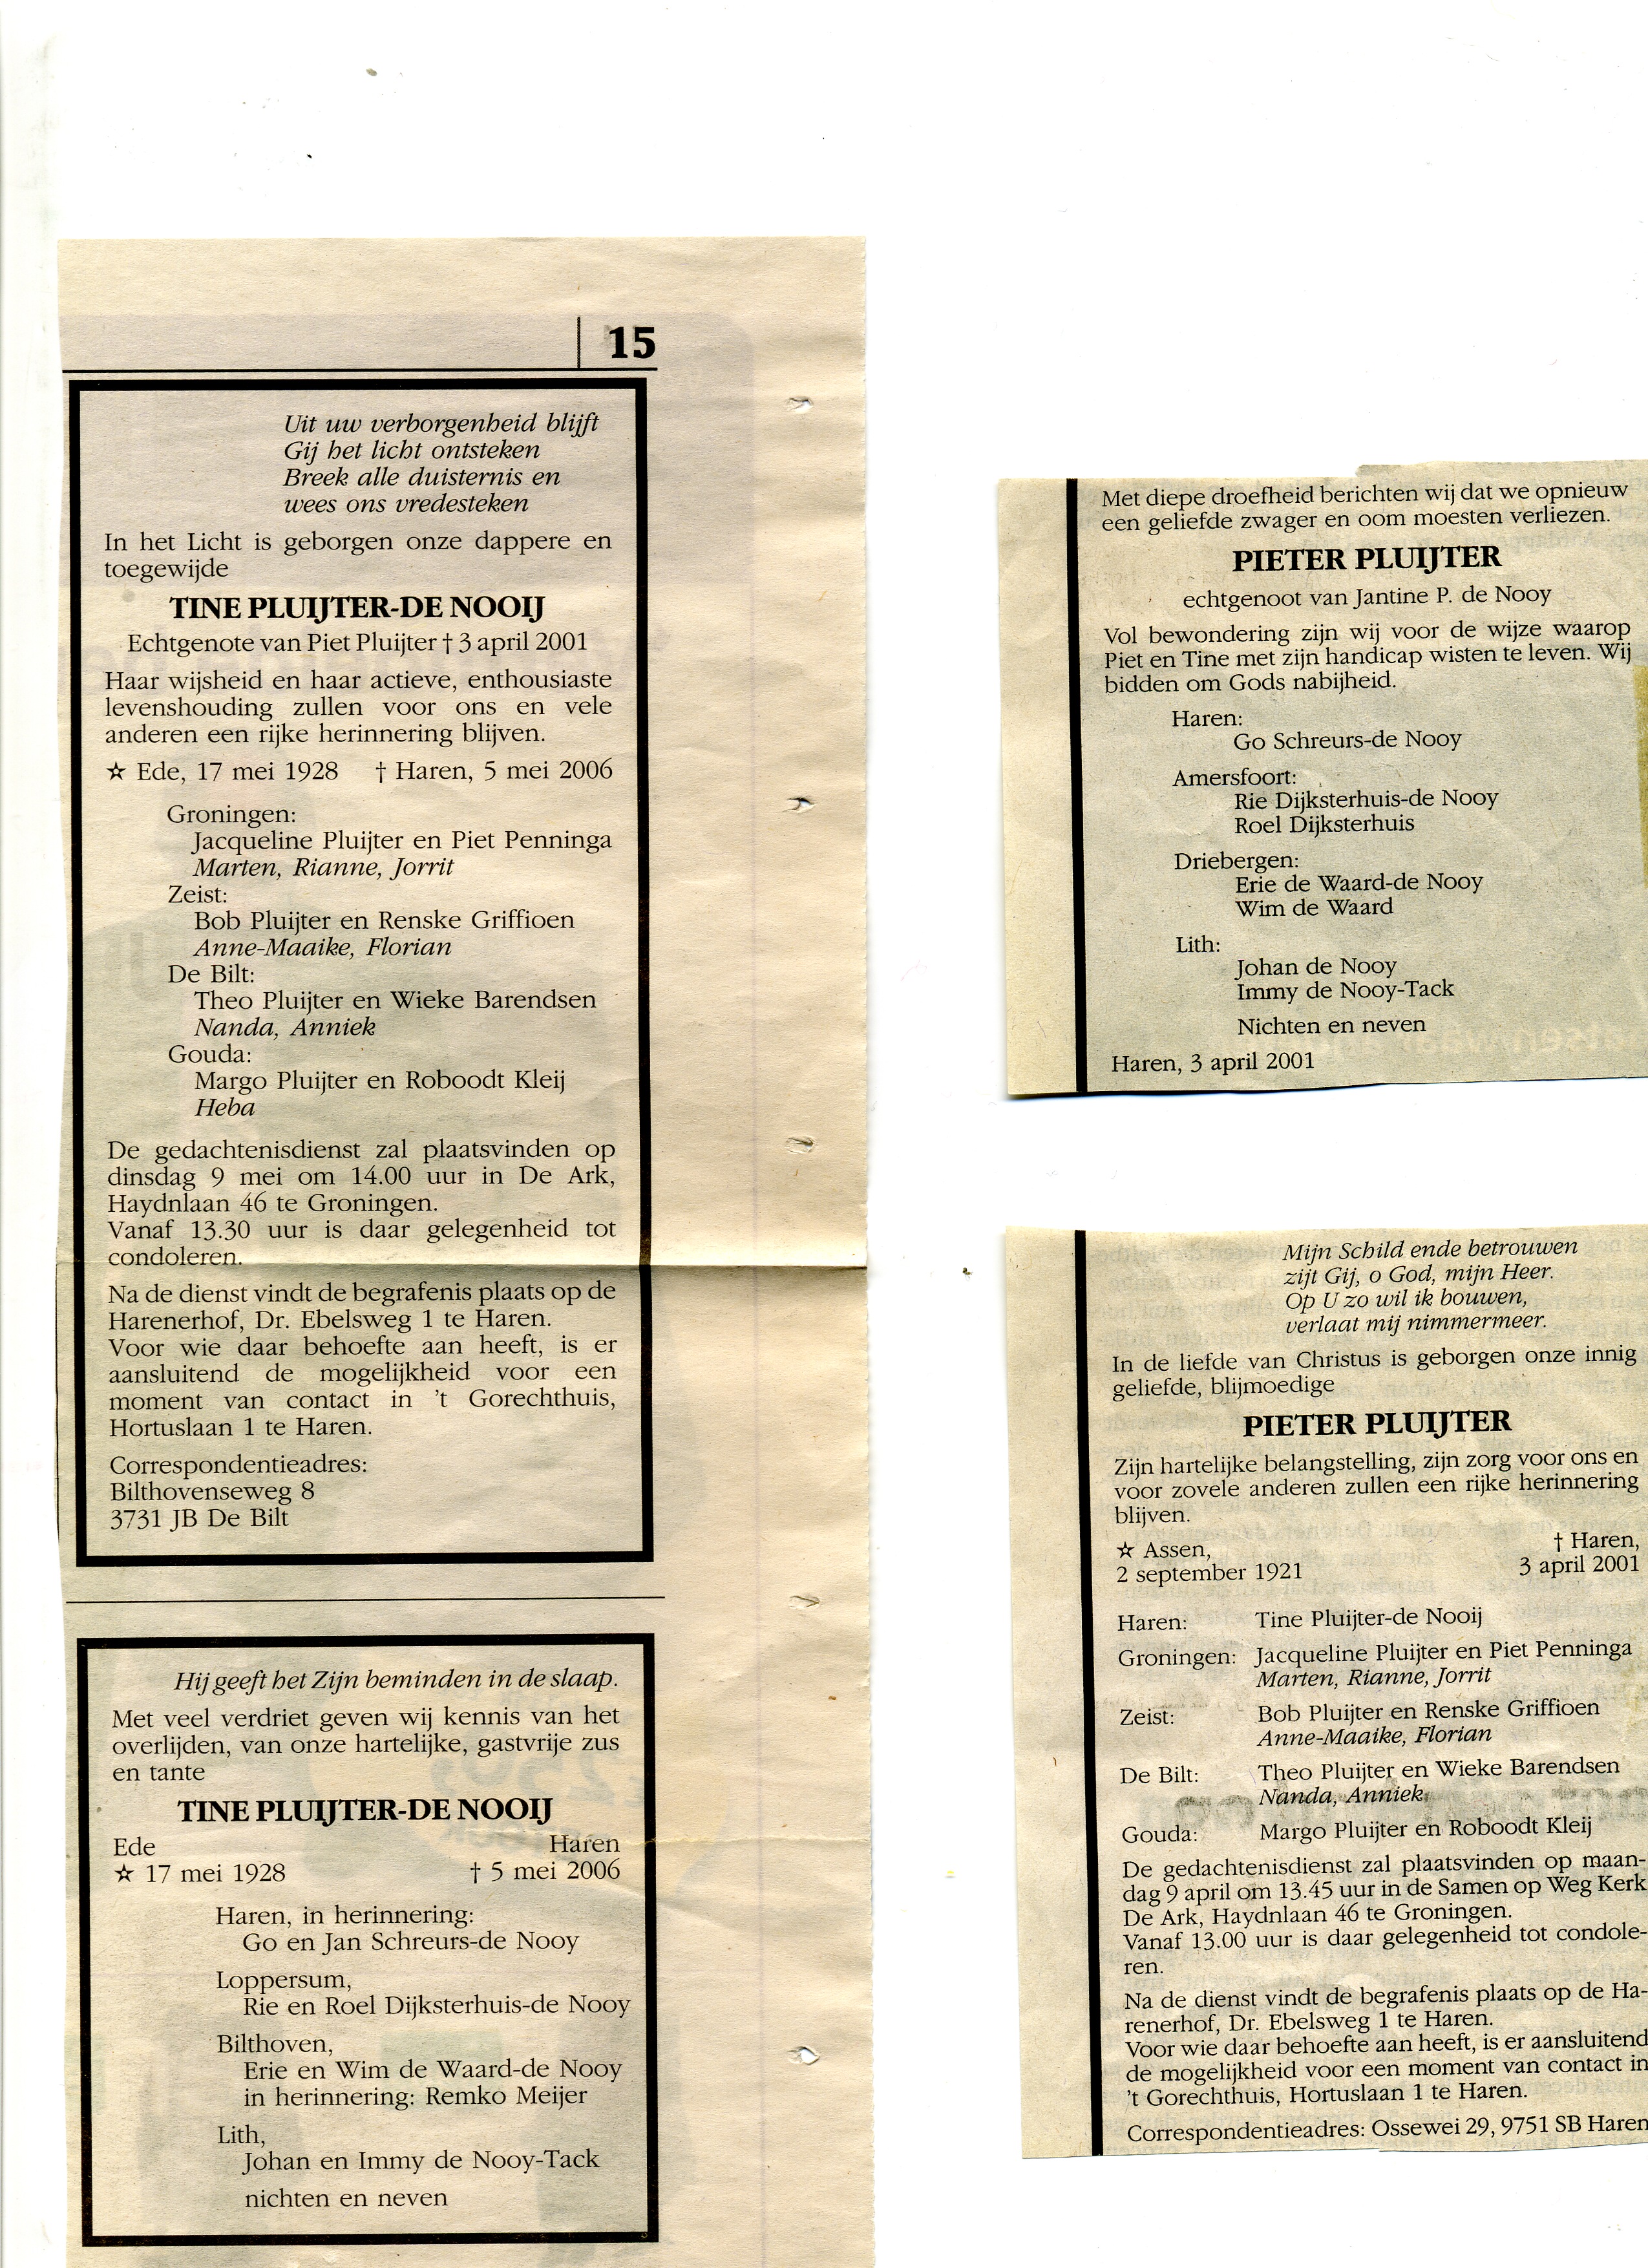 15
Uit uw verborgenheid blijft
Gij het licht ontsteken
Breek alle duisternis en
wees ons vredesteken
In het Licht is geborgen onze dappere en
toegewijde
TINE PLUIJTER-DE NOOIJ
Echtgenote van Piet Pluijter † 3 april 2001
Haar wijsheid en haar actieve, enthousiaste
levenshouding zullen voor ons en vele
anderen een rijke herinnering blijven.
☆ Ede, 17 mei 1928 † Haren, 5 mei 2006
Groningen:
Jacqueline Pluijter en Piet Penninga
Marten, Rianne, Jorrit
Zeist:
Bob Pluijter en Renske Griffioen
Anne-Maaike, Florian
De Bilt:
Theo Pluijter en Wieke Barendsen
Nanda, Anniek
Gouda:
Margo Pluijter en Roboodt Kleij
Heba
De gedachtenisdienst zal plaatsvinden op
dinsdag 9 mei om 14.00 uur in De Ark,
Haydnlaan 46 te Groningen.
Vanaf 13.30 uur is daar gelegenheid tot
condoleren.
Na de dienst vindt de begrafenis plaats op de
Harenerhof, Dr. Ebelsweg 1 te Haren.
Voor wie daar behoefte aan heeft, is er
aansluitend de mogelijkheid voor een
moment van contact in 't Gorechthuis,
Hortuslaan 1 te Haren.
Correspondentieadres:
Bilthovenseweg 8
3731 JB De Bilt
Hij geeft het Zijn beminden in de slaap.
Met veel verdriet geven wij kennis van het
overlijden, van onze hartelijke, gastvrije zus
en tante
TINE PLUIJTER-DE NOOIJ
Ede Haren
☆ 17 mei 1928 † 5 mei 2006
Haren, in herinnering:
Go en Jan Schreurs-de Nooy
Loppersum,
Rie en Roel Dijksterhuis-de Nooy
Bilthoven,
Erie en Wim de Waard-de Nooy
in herinnering: Remko Meijer
Lith,
Johan en Immy de Nooy-Tack
nichten en neven
Met diepe droefheid berichten wij dat we opnieuw
een geliefde zwager en oom moesten verliezen.
PIETER PLUIJTER
echtgenoot van Jantine P. de Nooy
Vol bewondering zijn wij voor de wijze waarop
Piet en Tine met zijn handicap wisten te leven. Wij
bidden om Gods nabijheid.
Haren:
Go Schreurs-de Nooy
Amersfoort:
Rie Dijksterhuis-de Nooy
Roel Dijksterhuis
Driebergen:
Erie de Waard-de Nooy
Wim de Waard
Lith:
Johan de Nooy
Immy de Nooy-Tack
Nichten en neven
Haren, 3 april 2001
Mijn Schild ende betrouwen
zijt Gij, o God, mijn Heer.
Op U zo wil ik bouwen,
verlaat mij nimmermeer.
In de liefde van Christus is geborgen onze innig
geliefde, blijmoedige
PIETER PLUIJTER
Zijn hartelijke belangstelling, zijn zorg voor ons en
voor zovele anderen zullen een rijke herinnering
blijven.
☆ Assen, † Haren,
2 september 1921 3 april 2001
Haren: Tine Pluijter-de Nooij
Groningen: Jacqueline Pluijter en Piet Penninga
Marten, Rianne, Jorrit
Zeist: Bob Pluijter en Renske Griffioen
Anne-Maaike, Florian
De Bilt: Theo Pluijter en Wieke Barendsen
Nanda, Anniek
Gouda: Margo Pluijter en Roboodt Kleij
De gedachtenisdienst zal plaatsvinden op maan-
dag 9 april om 13.45 uur in de Samen op Weg Kerk
De Ark, Haydnlaan 46 te Groningen.
Vanaf 13.00 uur is daar gelegenheid tot condole-
ren.
Na de dienst vindt de begrafenis plaats op de Ha-
renerhof, Dr. Ebelsweg 1 te Haren.
Voor wie daar behoefte aan heeft, is er aansluitend
de mogelijkheid voor een moment van contact in
't Gorechthuis, Hortuslaan 1 te Haren.
Correspondentieadres: Ossewei 29, 9751 SB Haren